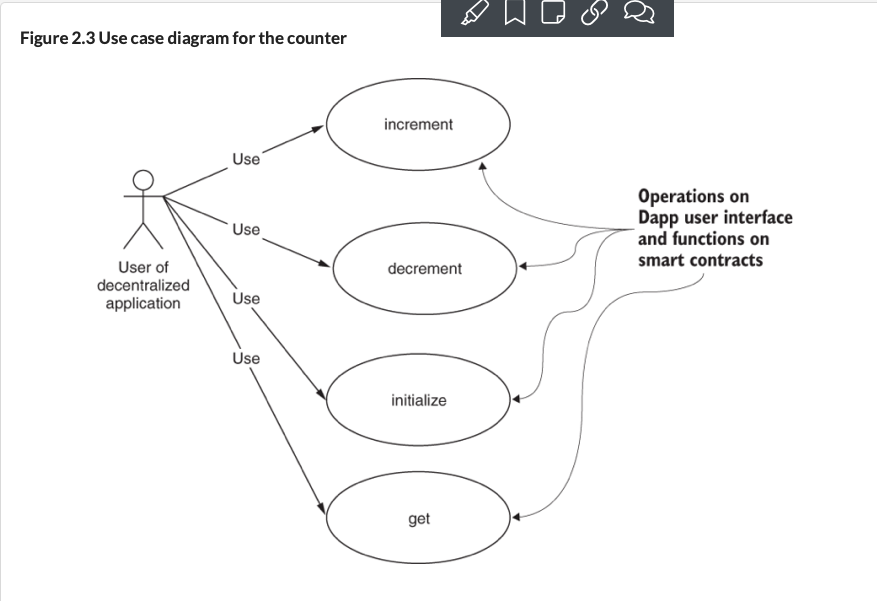 Figure 2.3 Use case diagram for the counter
increment
Use
Operations on
Dapp user interface
and functions on
smart contracts
Use
decrement
User of
decentralized
application
Use
Use
initialize
get